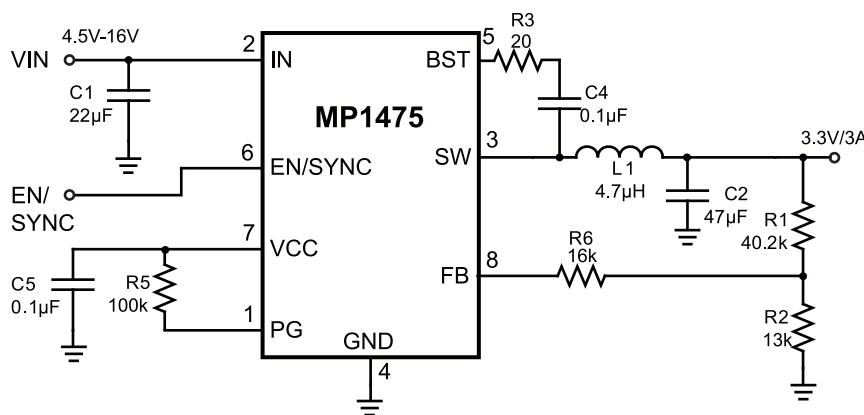 4.5V-16V
VIN
C1
22µF
2
IN
MP1475
BST
5
R3
20
C4
0.1µF
6
EN/SYNC
EN/
SYNC
SW
3
L1
4.7µH
3.3V/3A
C2
47µF
R1
40.2k
7
VCC
C5
0.1µF
R5
100k
1
PG
FB
8
R6
16k
R2
13k
GND
4